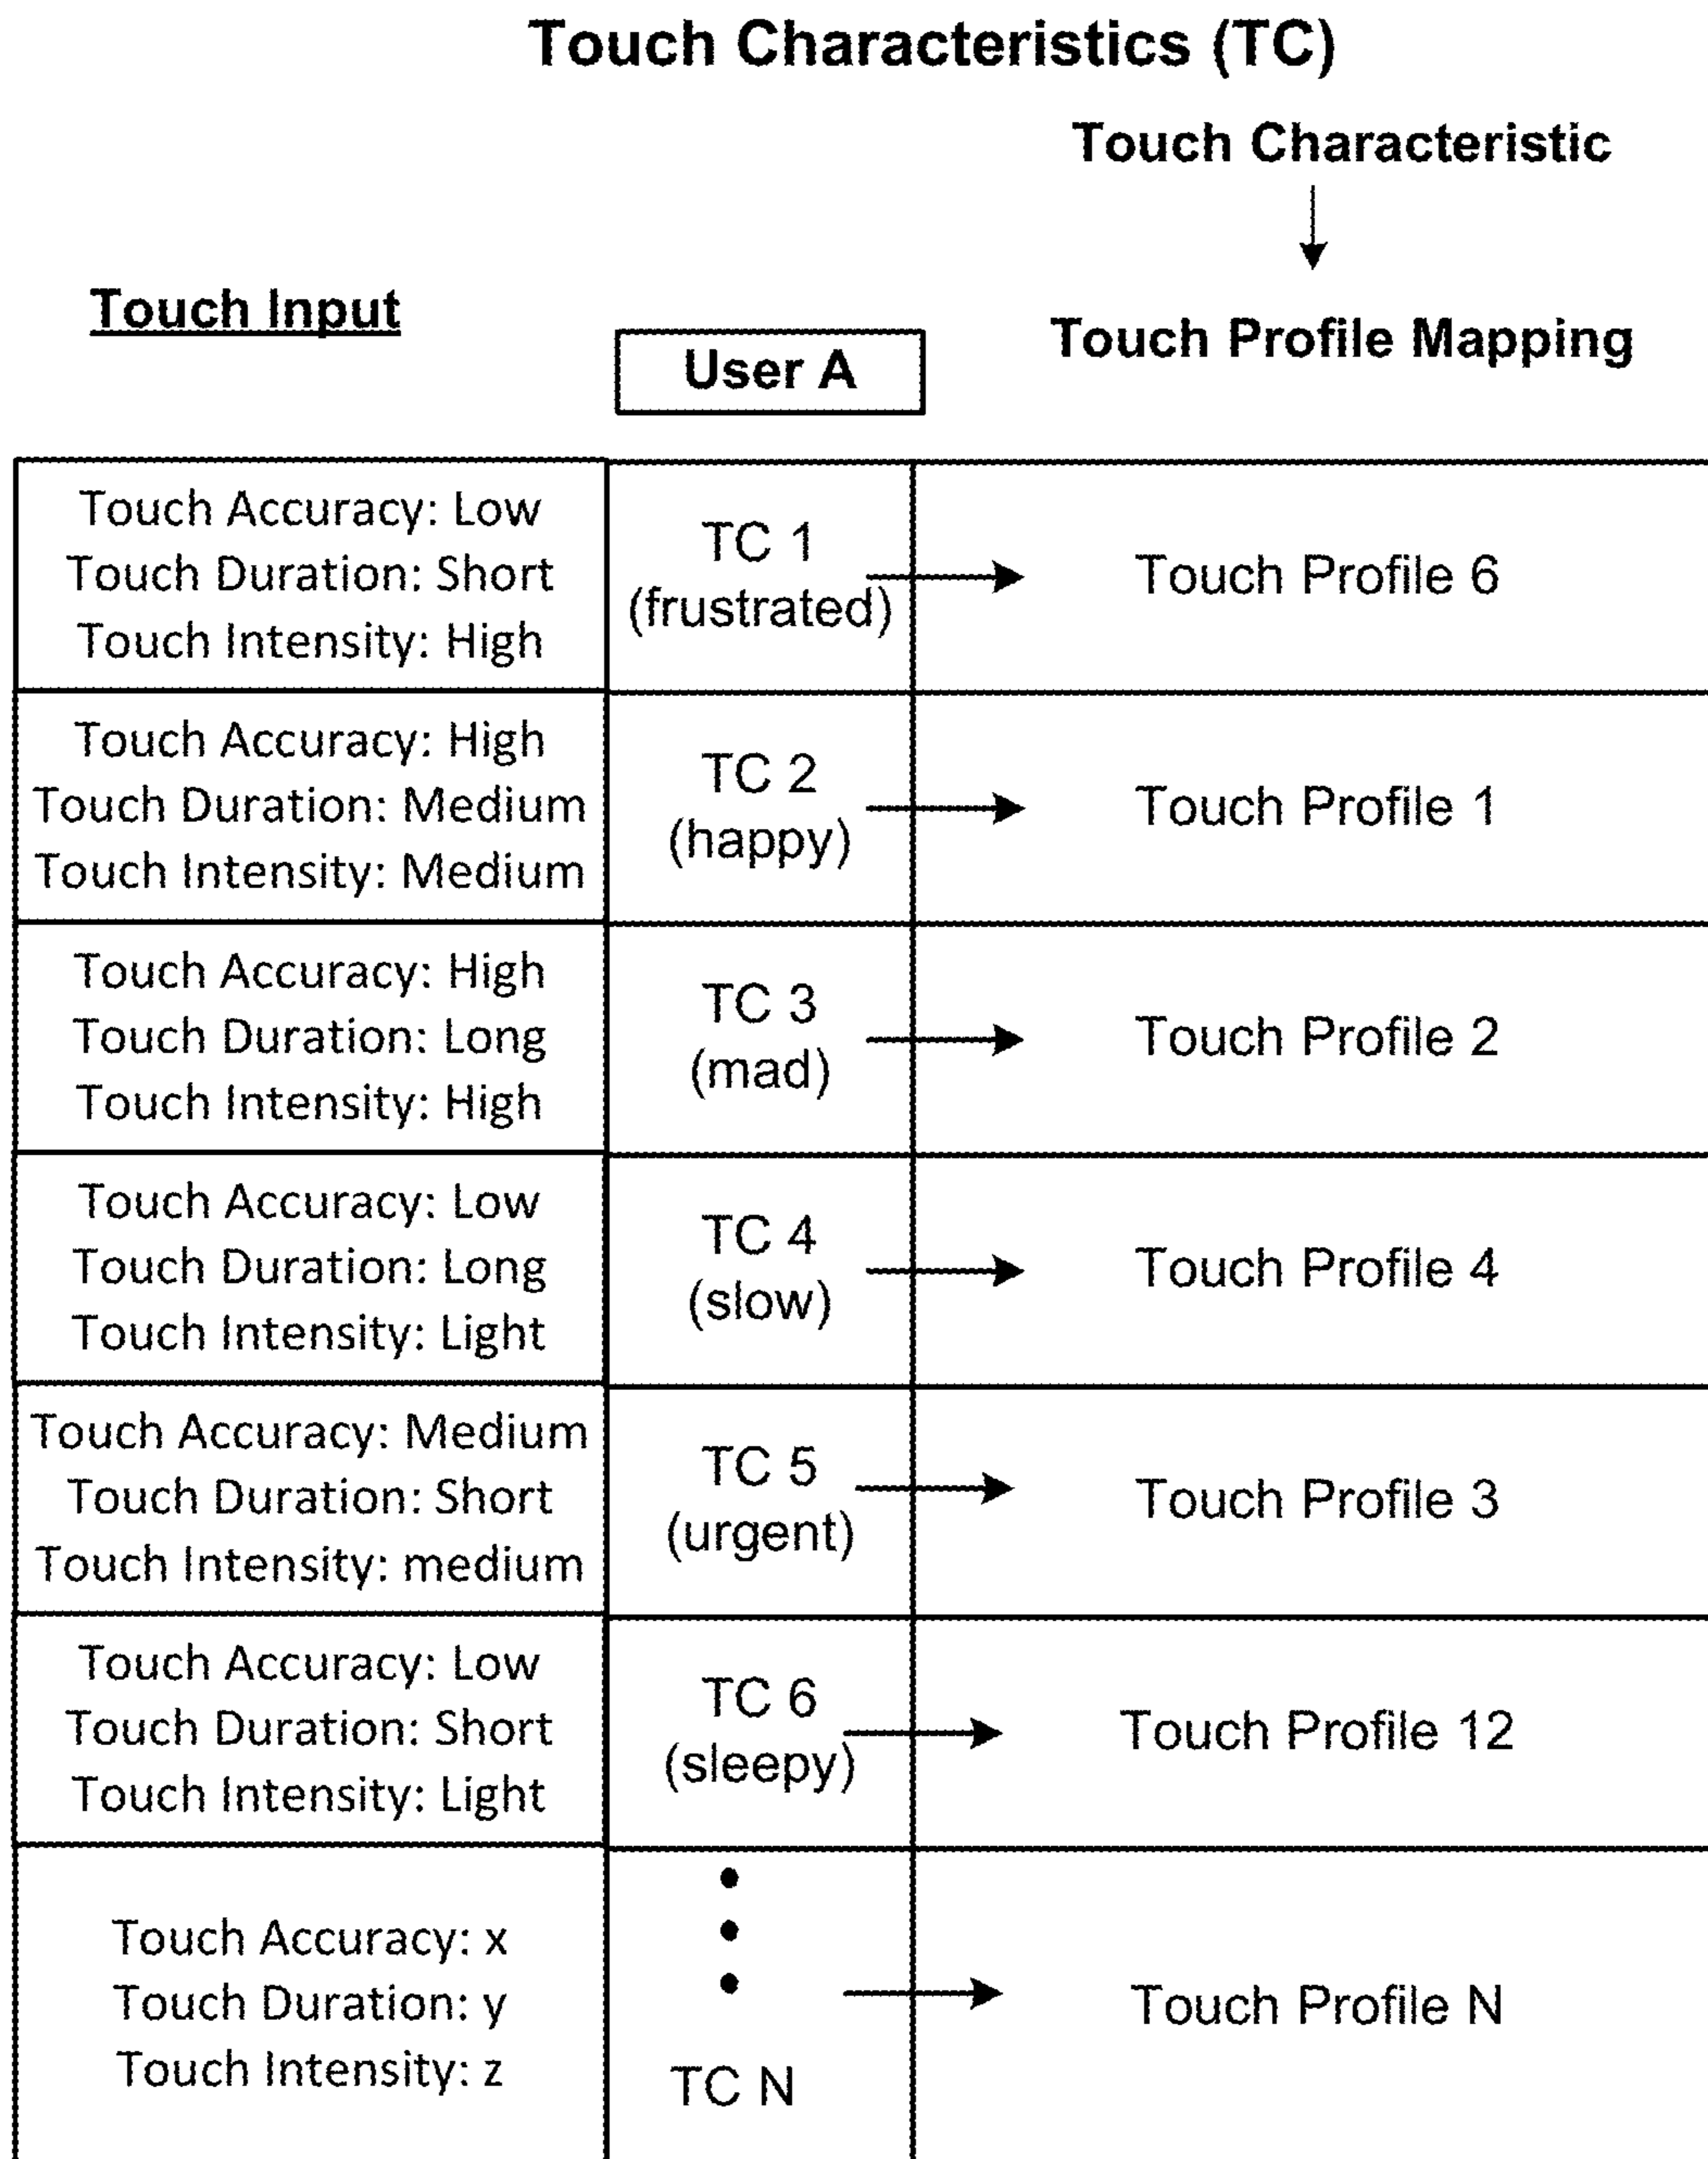 Touch Characteristics (TC)
Touch Characteristic
Touch Profile Mapping
Touch Input
User A
Touch Accuracy: Low
Touch Duration: Short
Touch Intensity: High
TC 1
(frustrated)
Touch Profile 6
Touch Accuracy: High
Touch Duration: Medium
Touch Intensity: Medium
TC 2
(happy)
Touch Profile 1
Touch Accuracy: High
Touch Duration: Long
Touch Intensity: High
TC 3
(mad)
Touch Profile 2
Touch Accuracy: Low
Touch Duration: Long
Touch Intensity: Light
TC 4
(slow)
Touch Profile 4
Touch Accuracy: Medium
Touch Duration: Short
Touch Intensity: medium
TC 5
(urgent)
Touch Profile 3
Touch Accuracy: Low
Touch Duration: Short
Touch Intensity: Light
TC 6
(sleepy)
Touch Profile 12
Touch Accuracy: x
Touch Duration: y
Touch Intensity: z
TC N
Touch Profile N